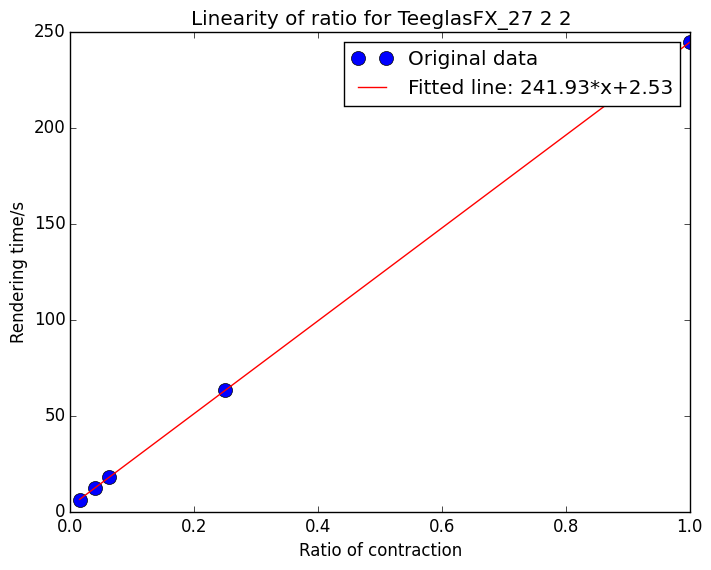 Linearity of ratio for TeeglasFX_27 2 2
Original data
Fitted line: 241.93*x+2.53
Rendering time/s
250
200
150
100
50
0
0.0 0.2 0.4 0.6 0.8 1.0
Ratio of contraction